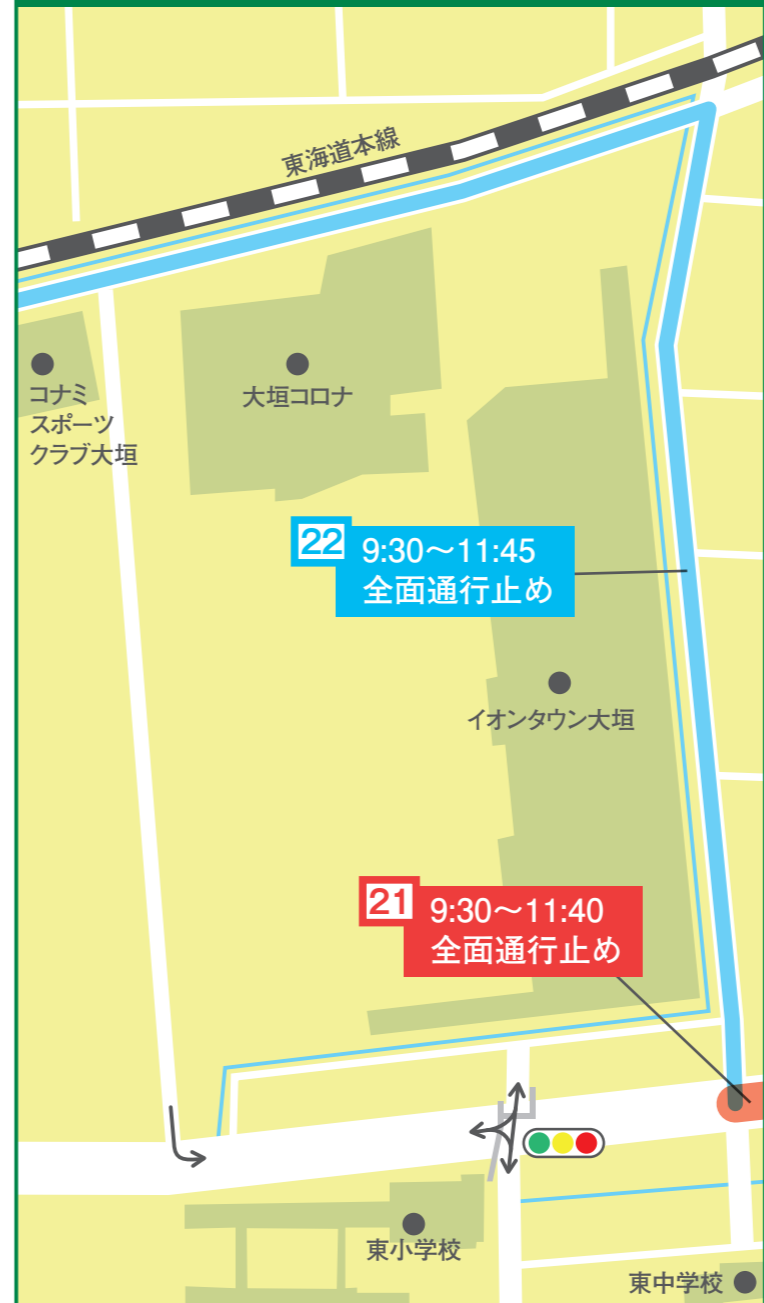 東海道本線
コナミ
スポーツ
クラブ大垣
大垣コロナ
22
9:30〜11:45
全面通行止め
イオンタウン大垣
21
9:30〜11:40
全面通行止め
東小学校
東中学校